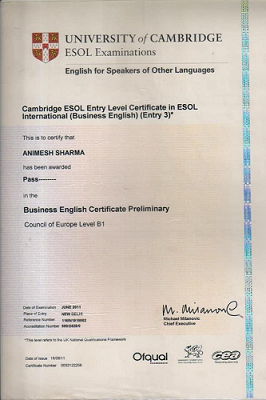 UNIVERSITY of CAMBRIDGE
ESOL Examinations
English for Speakers of Other Languages
Cambridge ESOL Entry Level Certificate in ESOL
International (Business English) (Entry 3)*
This is to certify that
ANIMESH SHARMA
has been awarded
Pass--------
in the
Business English Certificate Preliminary
Council of Europe Level B1
Date of Examination JUNE 2011
Place of Entry NEW DELHI
Reference Number
Accreditation Number
Michael Milanovic
Chief Executive
*This level refers to the UK National Qualifications Framework
Date of Issue
Certificate Number
Ofqual
cea